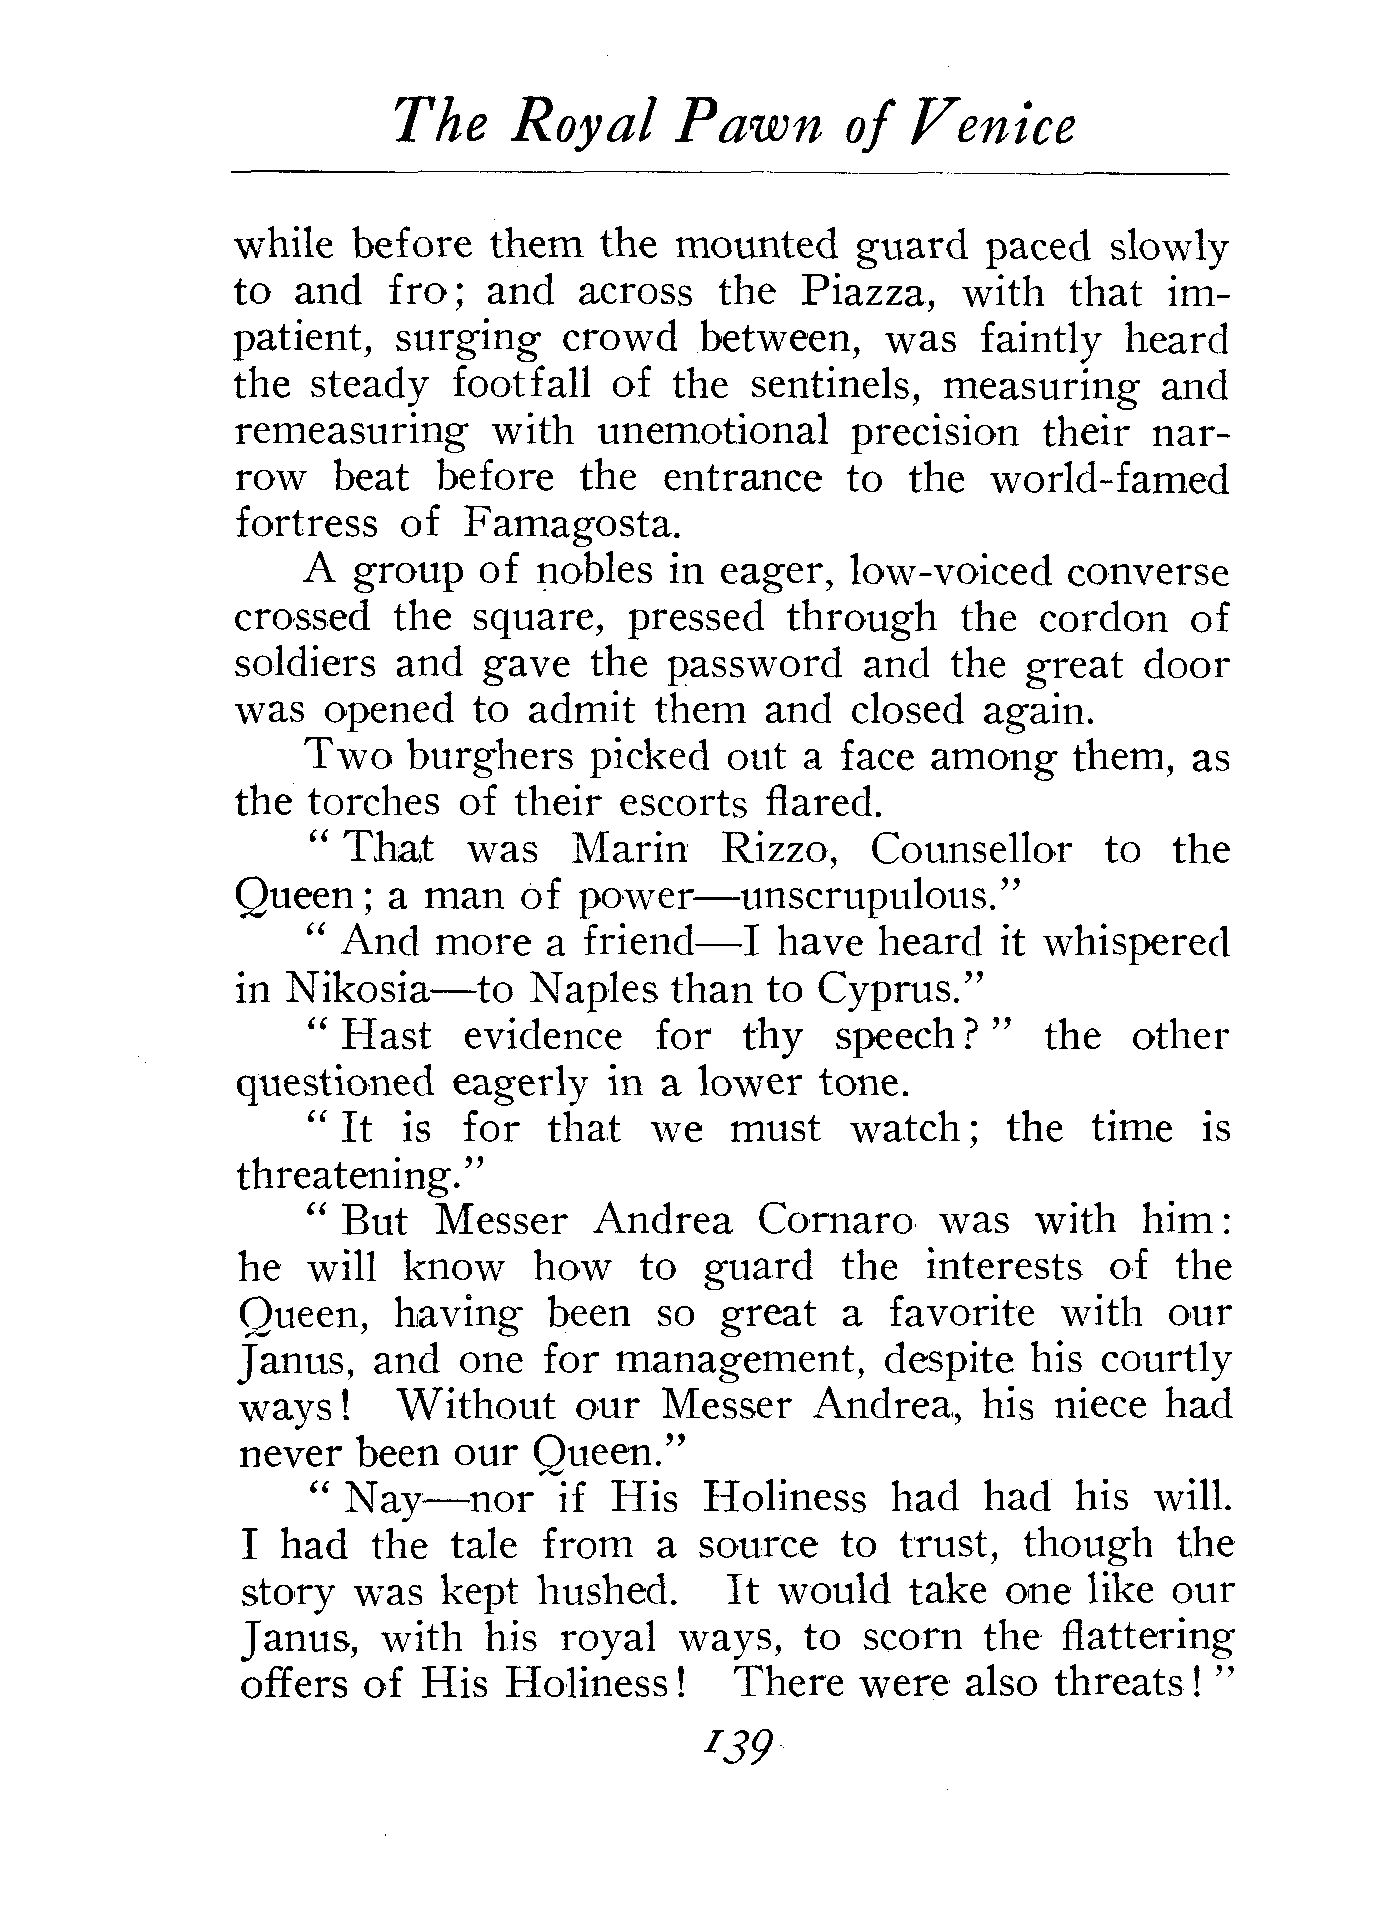 The Royal Pawn of Venice
while before them the mounted guard paced slowly
to and fro; and across the Piazza, with that im-
patient, surging crowd between, was faintly heard
the steady footfall of the sentinels, measuring and
remeasuring with unemotional precision their nar-
row beat before the entrance to the world-famed
fortress of Famagosta.
A group of nobles in eager, low-voiced converse
crossed the square, pressed through the cordon of
soldiers and gave the password and the great door
was opened to admit them and closed again.
Two burghers picked out a face among them, as
the torches of their escorts flared.
“ That was Marin Rizzo, Counsellor to the
Queen ; a man of power—unscrupulous.”
“ And more a friend—I have heard it whispered
in Nikosia—to Naples than to Cyprus.”
“ Hast evidence for thy speech? ” the other
questioned eagerly in a lower tone.
“ It is for that we must watch; the time is
threatening.”
“ But Messer Andrea Cornaro was with him:
he will know how to guard the interests of the
Queen, having been so great a favorite with our
Janus, and one for management, despite his courtly
ways! Without our Messer Andrea, his niece had
never been our Queen.”
“ Nay—nor if His Holiness had had his will.
I had the tale from a source to trust, though the
story was kept hushed. It would take one like our
Janus, with his royal ways, to scorn the flattering
offers of His Holiness! There were also threats! ”
139